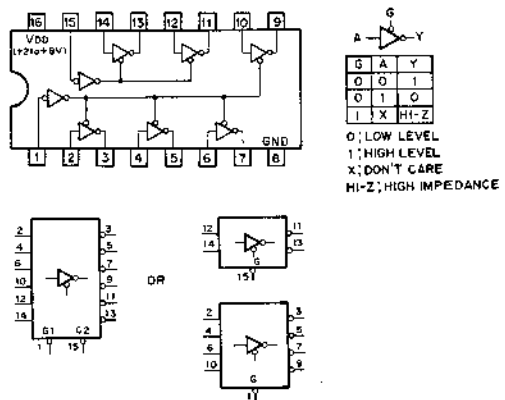 16 15 14 13 12 11 10 9
VDD
(+2 to +8V)
GND
1 2 3 4 5 6 7 8
G
A Y
G A Y
0 0 1
0 1 0
1 X HI-Z
0; LOW LEVEL
1; HIGH LEVEL
X; DON'T CARE
HI-Z; HIGH IMPEDANCE
2 3
4 5
6 7
10 9
12 11
14 13
G1 G2
1 15
OR
12 11
14 13
G
15
2 3
4 5
6 7
10 9
G
1